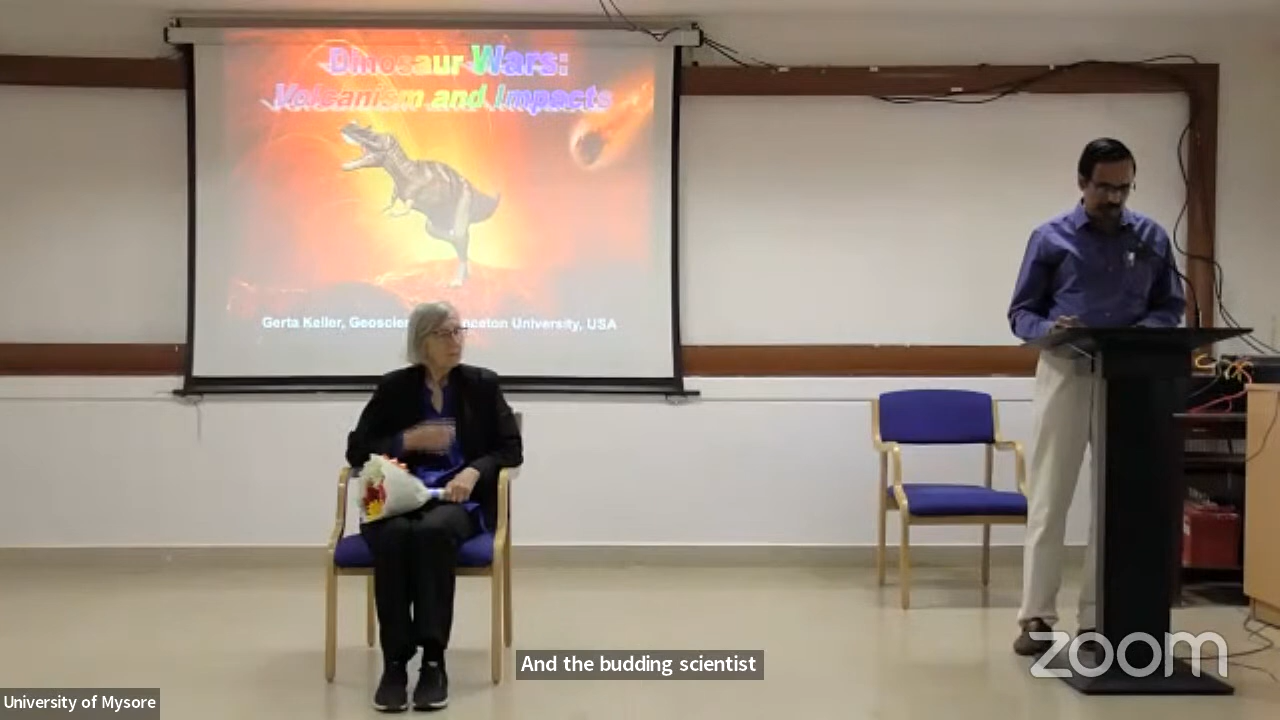 Dinosaur Wars:
Volcanism and Impacts
Gerta Keller, Geoscien nceton University, USA
And the budding scientist
zoom
University of Mysore